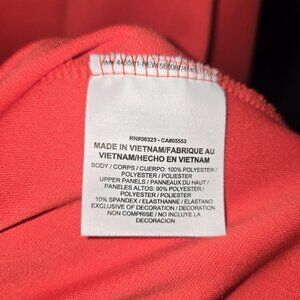 RN#56323 - CA#05553
MADE IN VIETNAM/FABRIQUE AU
VIETNAM/HECHO EN VIETNAM
BODY / CORPS / CUERPO: 100% POLYESTER /
POLYESTER / POLIESTER
UPPER PANELS / PANNEAUX DU HAUT /
PANELES ALTOS: 90% POLYESTER /
POLYESTER / POLIESTER
10% SPANDEX / ELASTHANNE / ELASTANO
EXCLUSIVE OF DECORATION / DECORATION
NON COMPRISE / NO INCLUYE LA
DECORACION